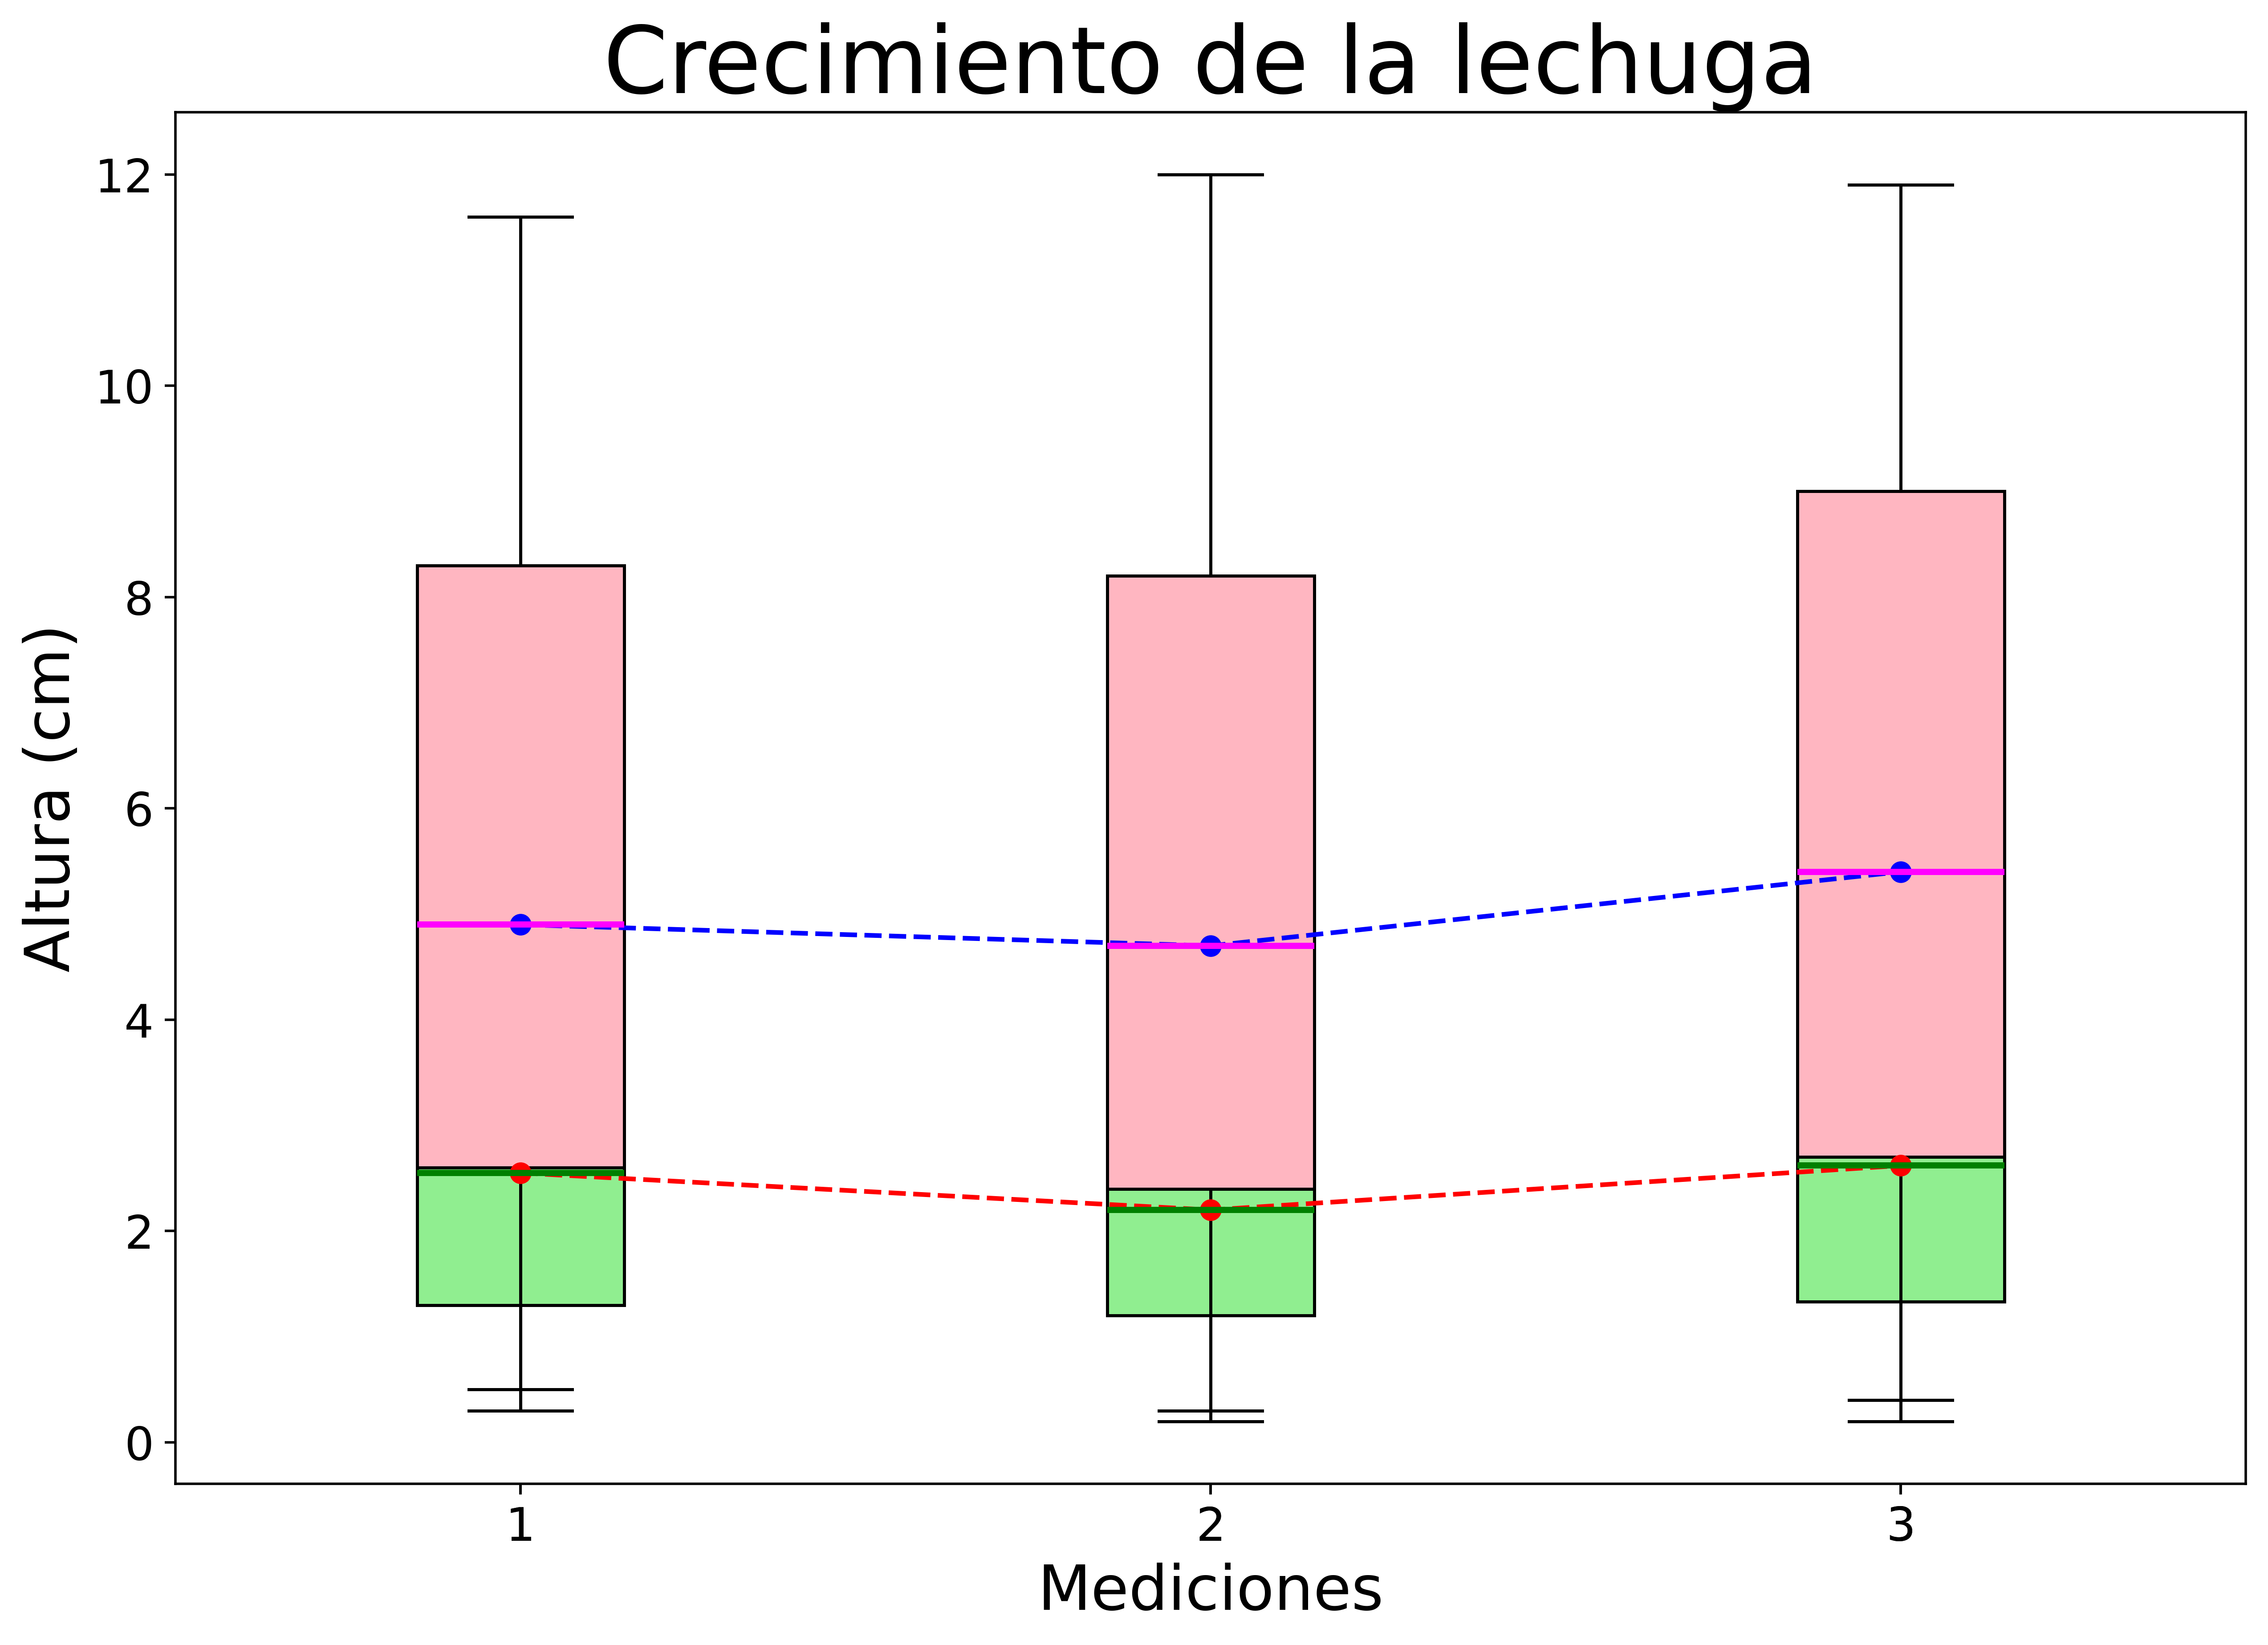 Crecimiento de la lechuga
Altura (cm)
12
10
8
6
4
2
0
1 2 3
Mediciones